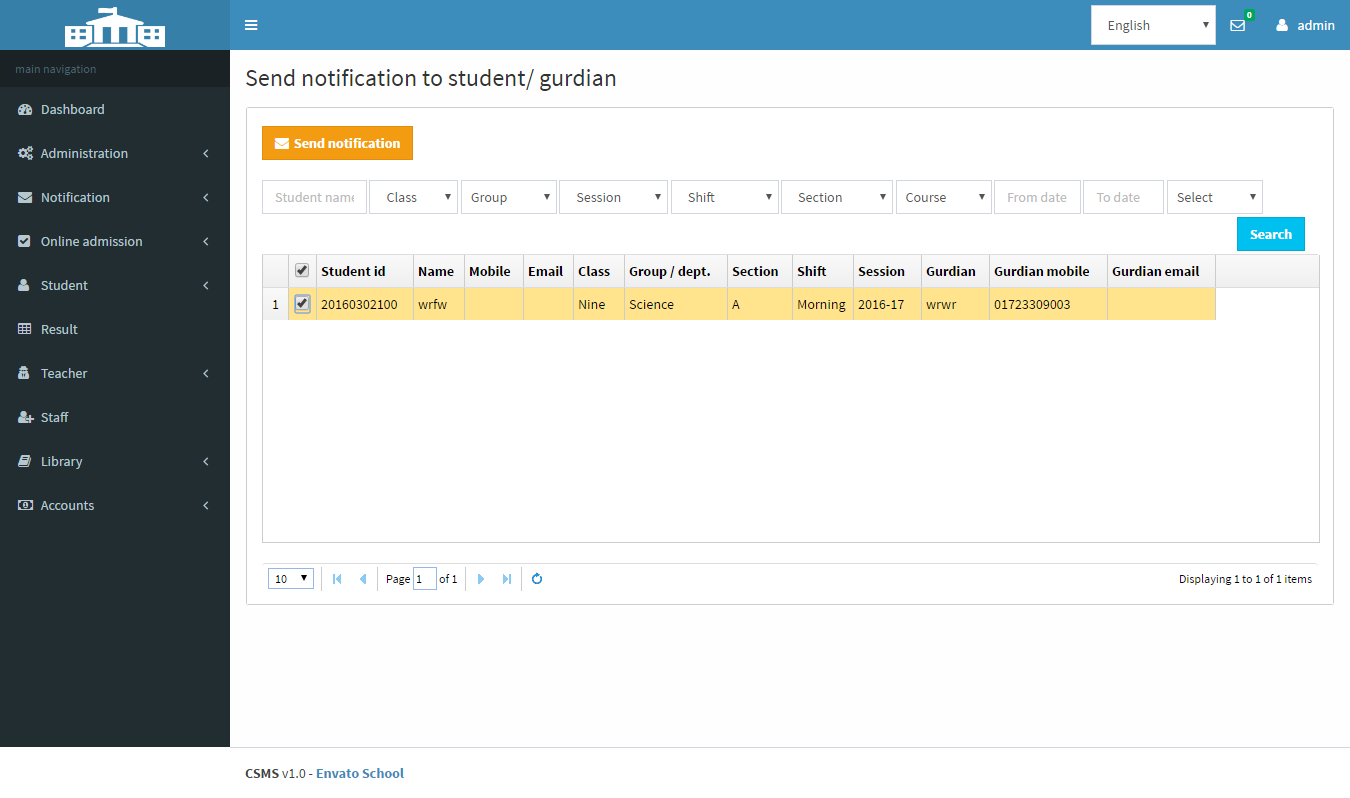 English 0 admin
main navigation
Dashboard
Administration
Notification
Online admission
Student
Result
Teacher
Staff
Library
Accounts
Send notification to student/ gurdian
Send notification
Student name Class Group Session Shift Section Course From date To date Select
Search
Student id Name Mobile Email Class Group / dept. Section Shift Session Gurdian Gurdian mobile Gurdian email
1 20160302100 wrfw Nine Science A Morning 2016-17 wrwr 01723309003
10 Page 1 of 1 Displaying 1 to 1 of 1 items
CSMS v1.0 - Envato School